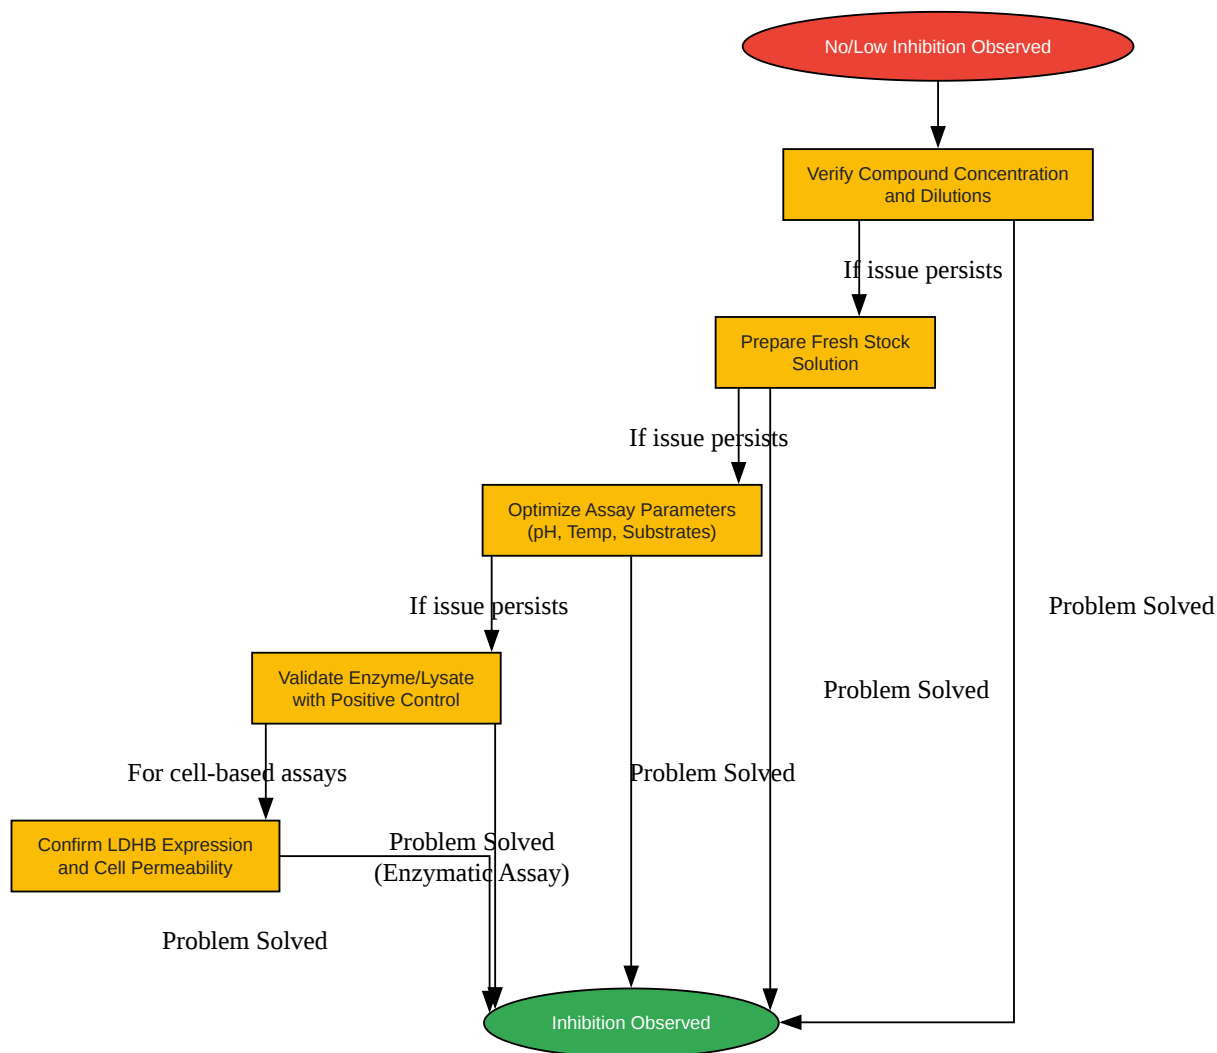 No/Low Inhibition Observed
Verify Compound Concentration
and Dilutions
If issue persists
Prepare Fresh Stock
Solution
If issue persists
Optimize Assay Parameters
(pH, Temp, Substrates)
If issue persists
Problem Solved
Validate Enzyme/Lysate
with Positive Control
Problem Solved
For cell-based assays
Problem Solved
Confirm LDHB Expression
and Cell Permeability
Problem Solved
(Enzymatic Assay)
Problem Solved
Inhibition Observed